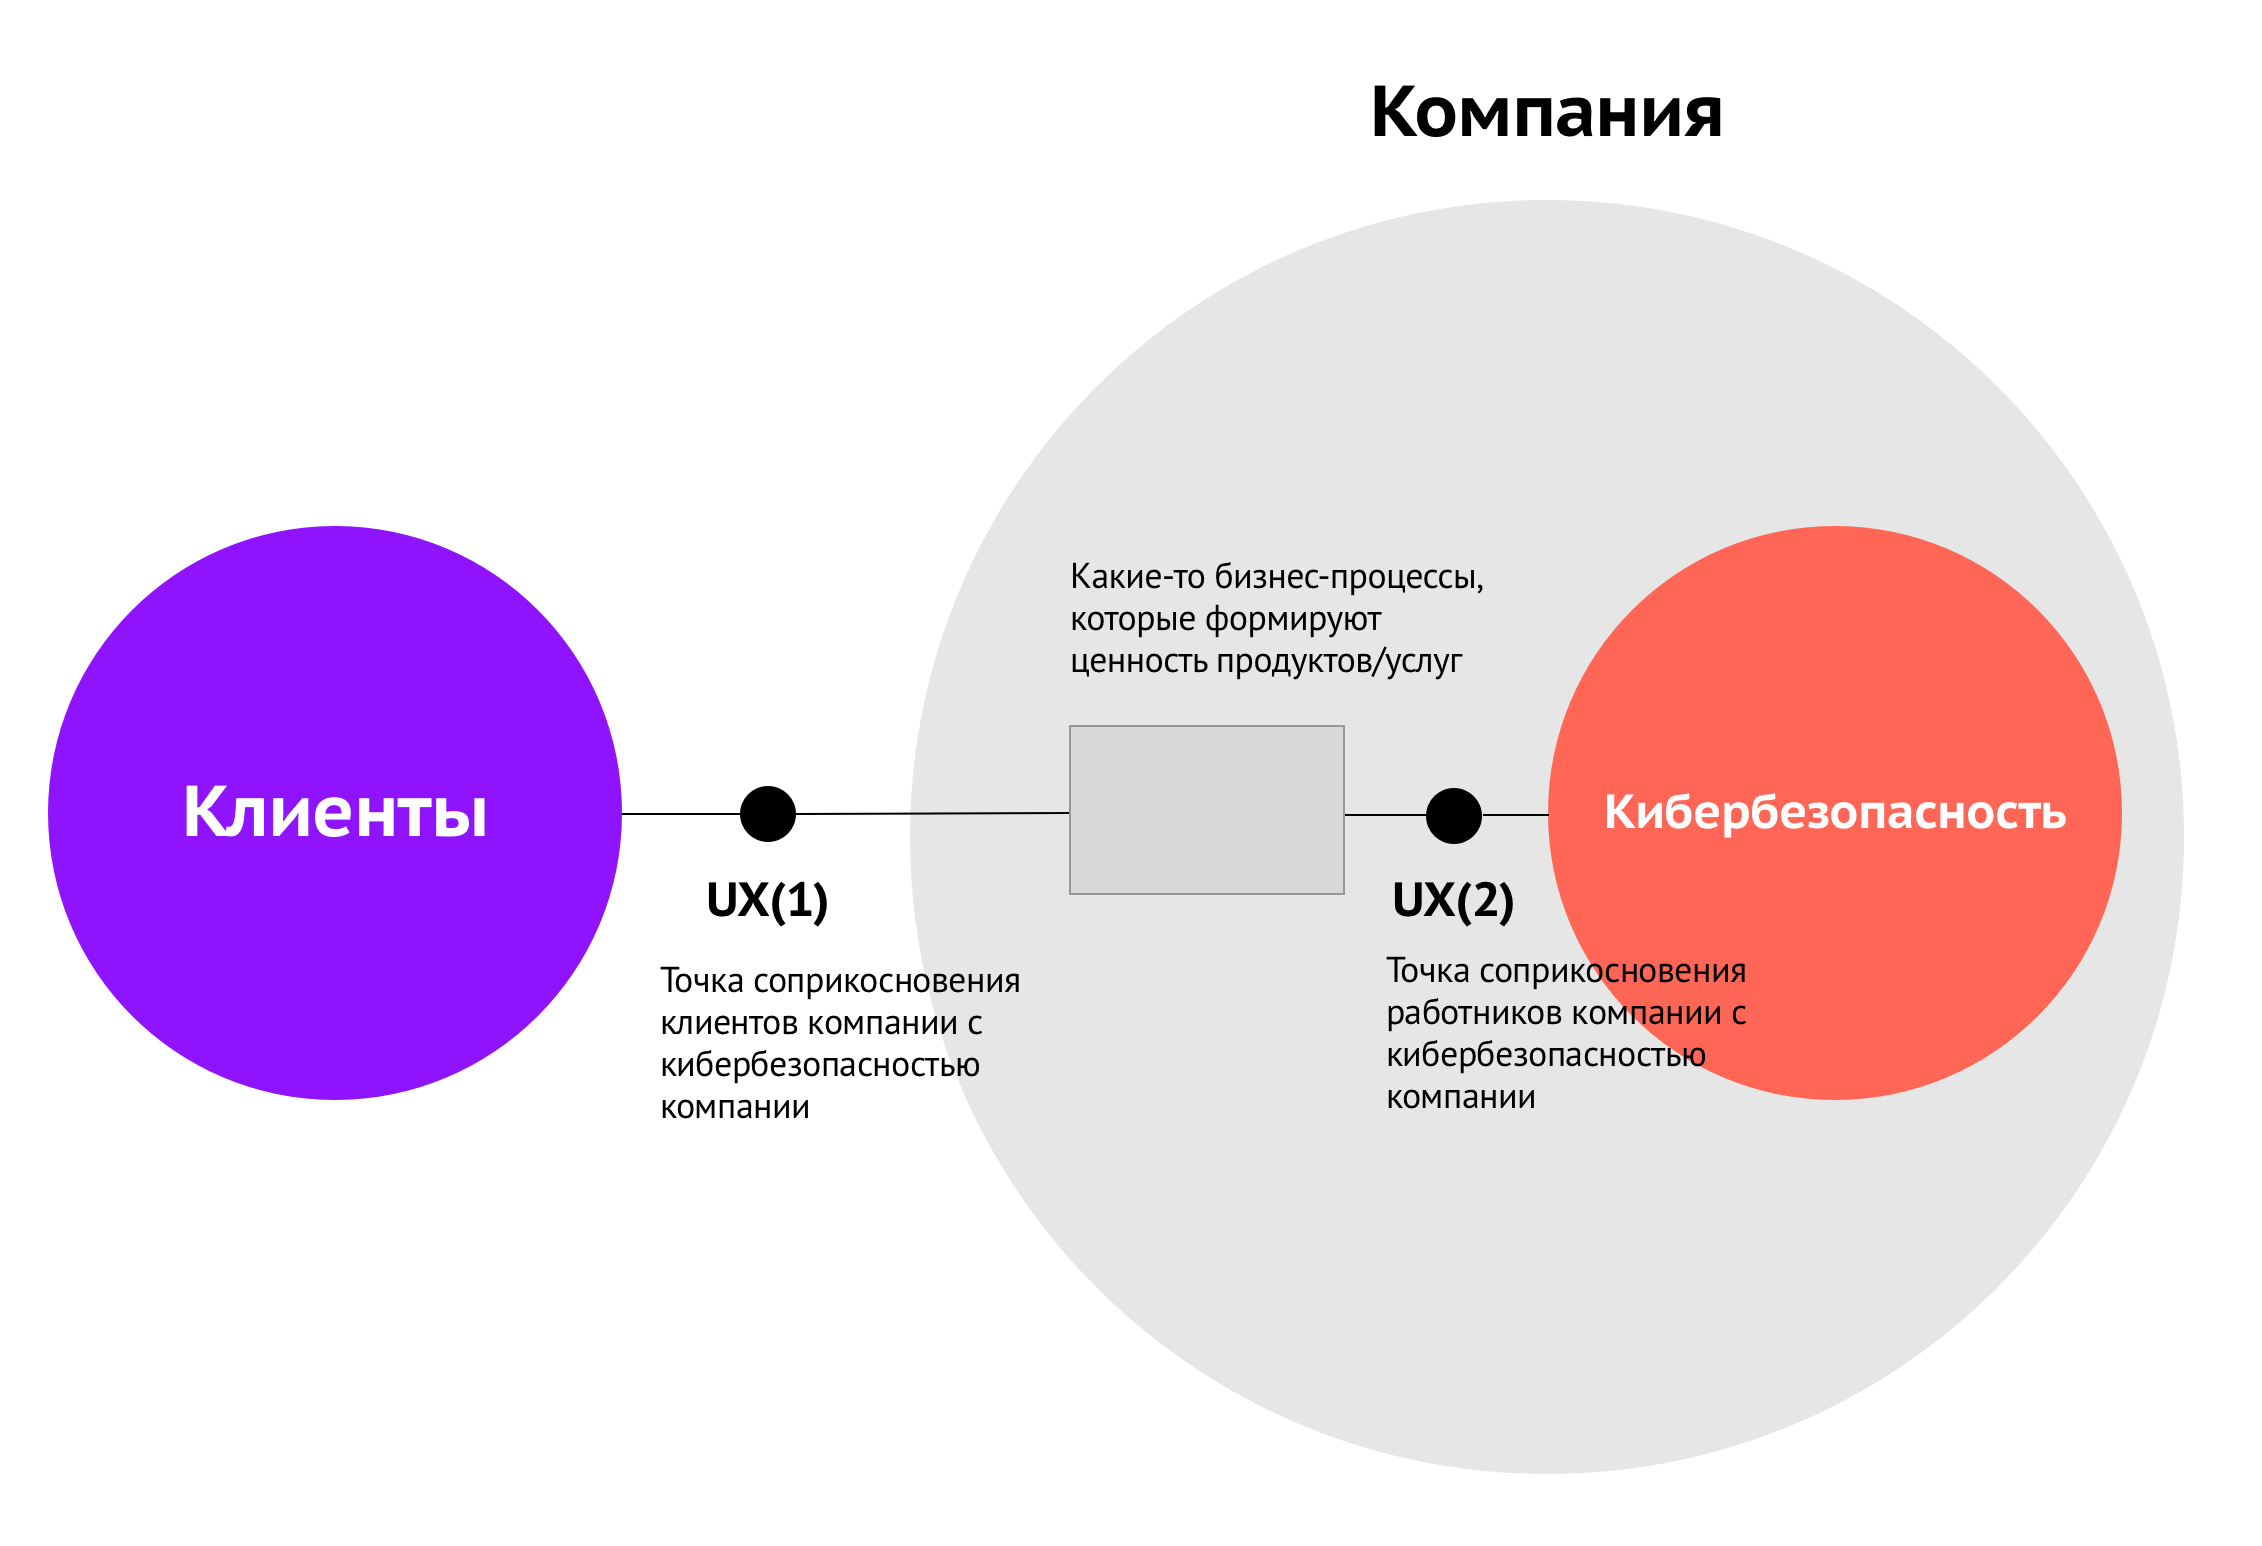 Компания
Какие-то бизнес-процессы,
которые формируют
ценность продуктов/услуг
Клиенты
Кибербезопасность
UX(1)
UX(2)
Точка соприкосновения
клиентов компании с
кибербезопасностью
компании
Точка соприкосновения
работников компании с
кибербезопасностью
компании